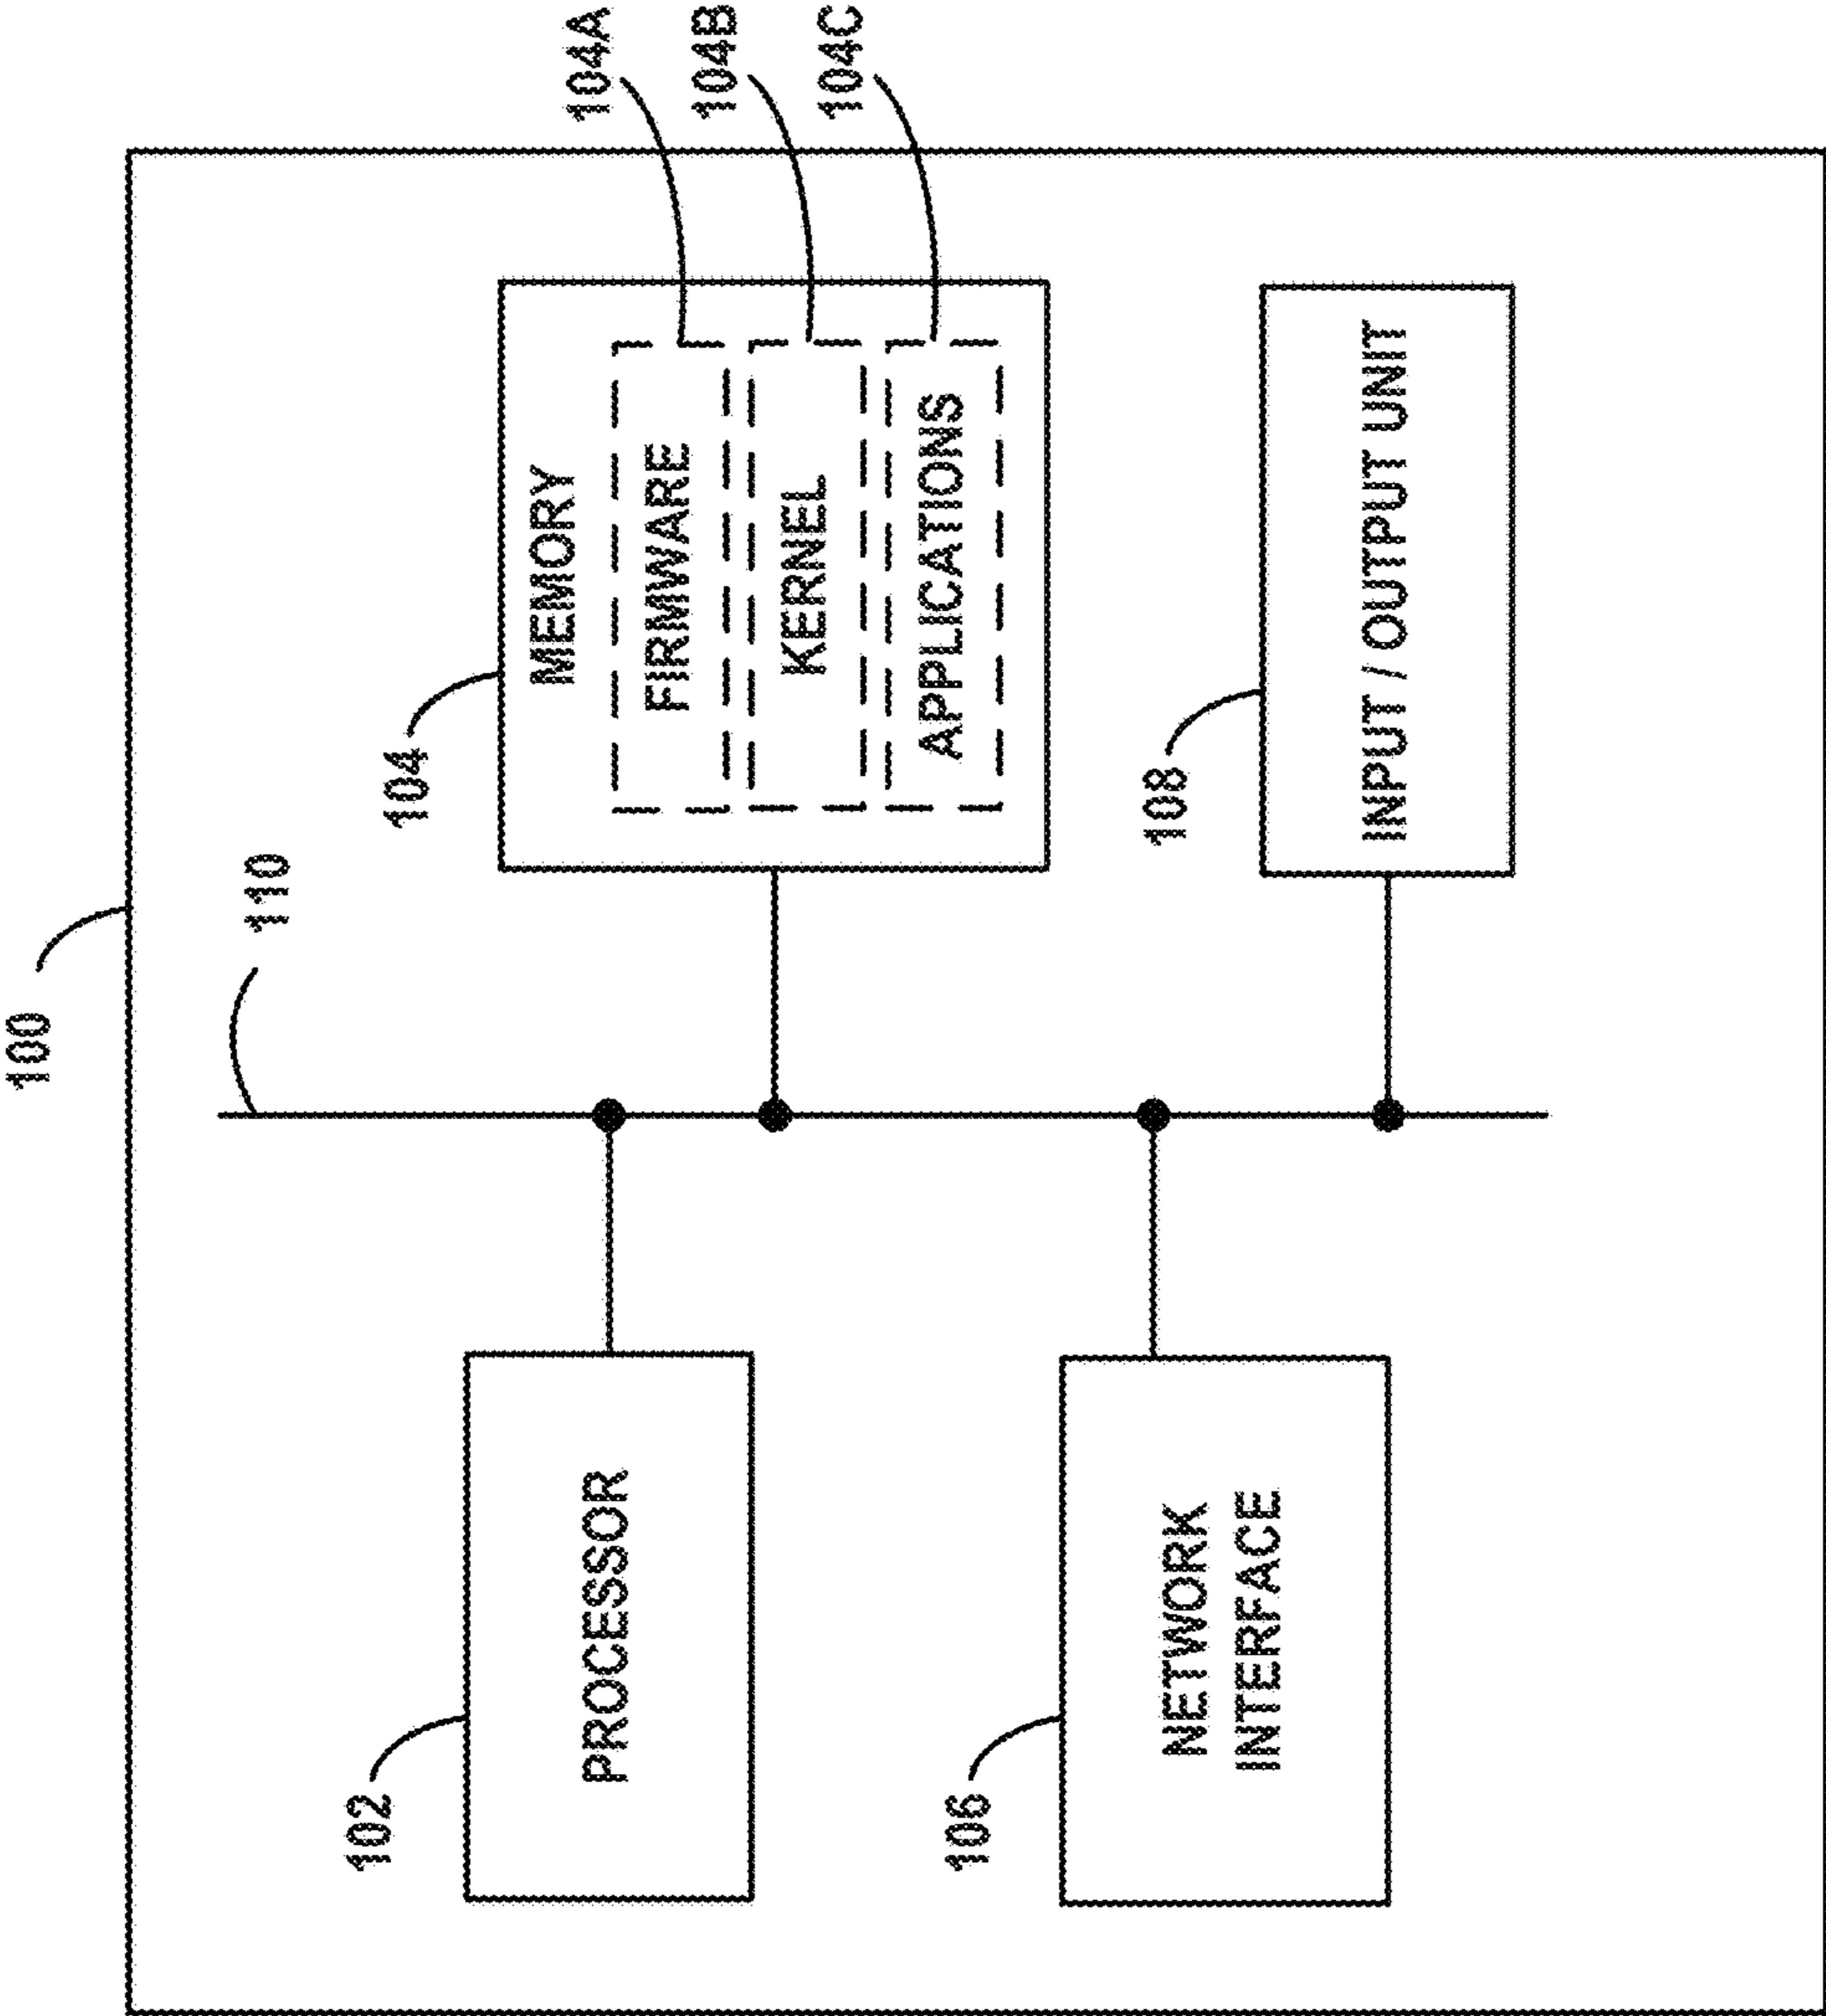 100
110
102
PROCESSOR
104
MEMORY
FIRMWARE
104A
KERNEL
104B
APPLICATIONS
104C
106
NETWORK
INTERFACE
108
INPUT / OUTPUT UNIT